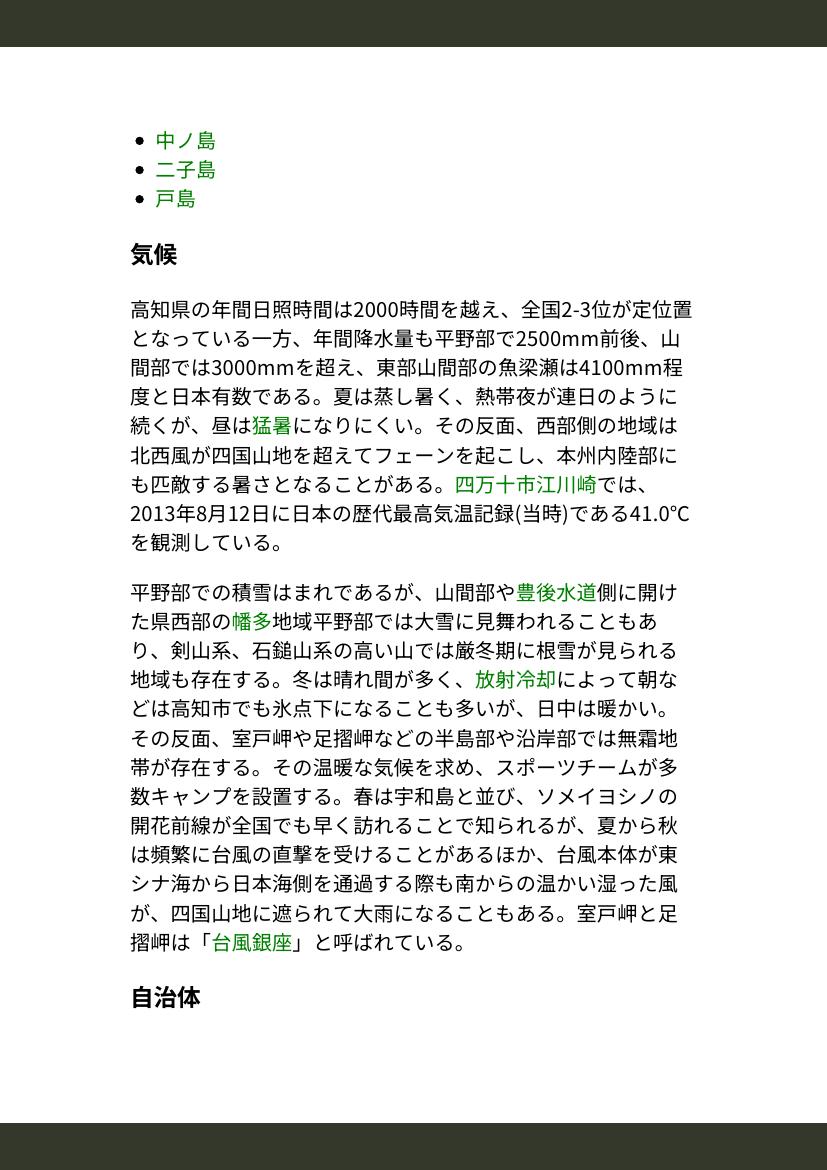 中ノ島
二子島
戸島
気候
高知県の年間日照時間は2000時間を越え、全国2-3位が定位置
となっている一方、年間降水量も平野部で2500mm前後、山
間部では3000mmを超え、東部山間部の魚梁瀬は4100mm程
度と日本有数である。夏は蒸し暑く、熱帯夜が連日のように
続くが、昼は猛暑になりにくい。その反面、西部側の地域は
北西風が四国山地を超えてフェーンを起こし、本州内陸部に
も匹敵する暑さとなることがある。四万十市江川崎では、
2013年8月12日に日本の歴代最高気温記録(当時)である41.0℃
を観測している。
平野部での積雪はまれであるが、山間部や豊後水道側に開け
た県西部の幡多地域平野部では大雪に見舞われることもあ
り、剣山系、石鎚山系の高い山では厳冬期に根雪が見られる
地域も存在する。冬は晴れ間が多く、放射冷却によって朝な
どは高知市でも氷点下になることも多いが、日中は暖かい。
その反面、室戸岬や足摺岬などの半島部や沿岸部では無霜地
帯が存在する。その温暖な気候を求め、スポーツチームが多
数キャンプを設置する。春は宇和島と並び、ソメイヨシノの
開花前線が全国でも早く訪れることで知られるが、夏から秋
は頻繁に台風の直撃を受けることがあるほか、台風本体が東
シナ海から日本海側を通過する際も南からの温かい湿った風
が、四国山地に遮られて大雨になることもある。室戸岬と足
摺岬は「台風銀座」と呼ばれている。
自治体